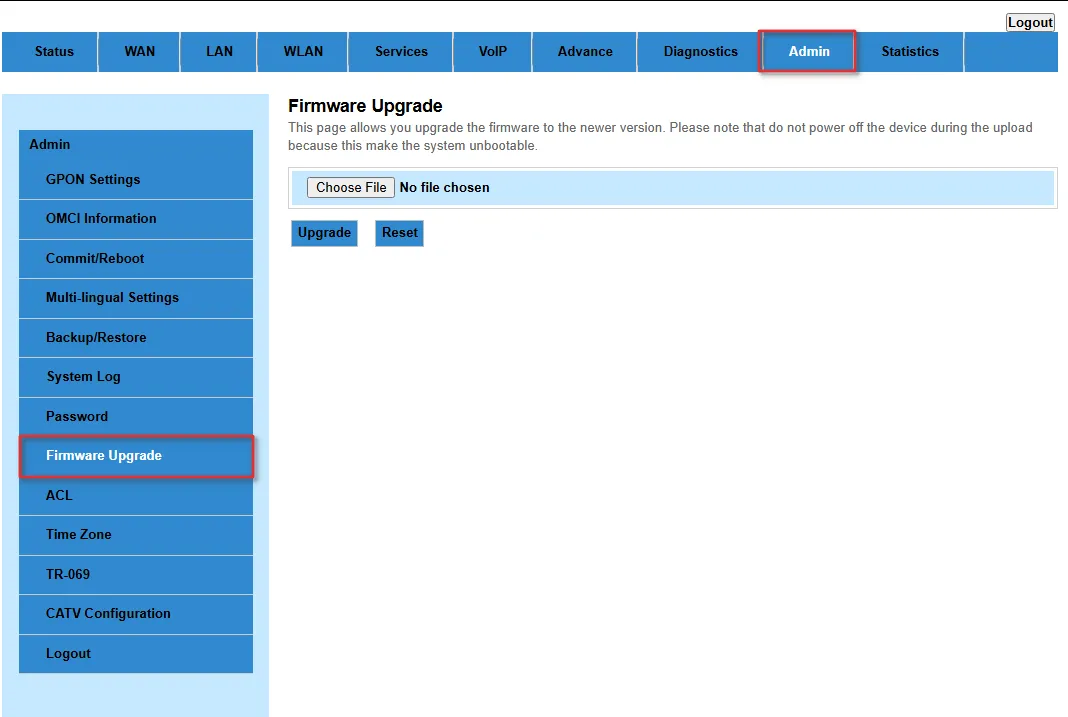 Logout
Status WAN LAN WLAN Services VoIP Advance Diagnostics Admin Statistics
Admin
GPON Settings
OMCI Information
Commit/Reboot
Multi-lingual Settings
Backup/Restore
System Log
Password
Firmware Upgrade
ACL
Time Zone
TR-069
CATV Configuration
Logout
Firmware Upgrade
This page allows you upgrade the firmware to the newer version. Please note that do not power off the device during the upload
because this make the system unbootable.
Choose File No file chosen
Upgrade Reset